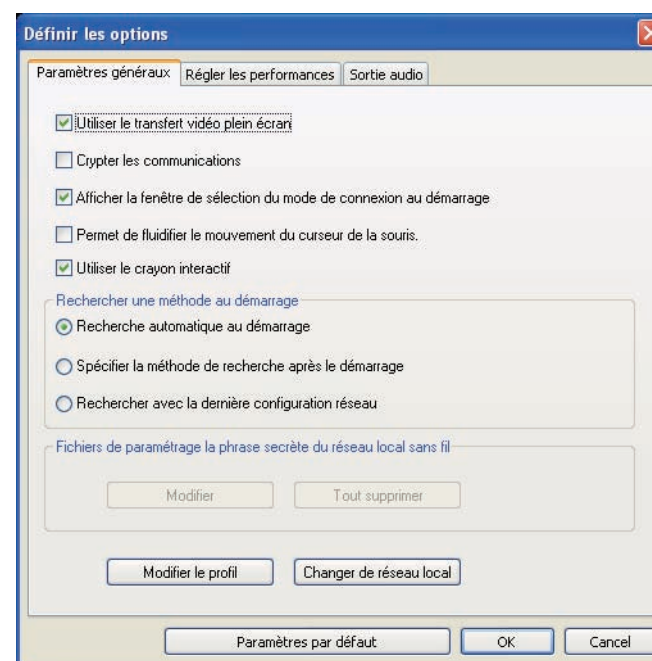 Définir les options
Paramètres généraux Régler les performances Sortie audio
Utiliser le transfert vidéo plein écran
Crypter les communications
Afficher la fenêtre de sélection du mode de connexion au démarrage
Permet de fluidifier le mouvement du curseur de la souris.
Utiliser le crayon interactif
Rechercher une méthode au démarrage
Recherche automatique au démarrage
Spécifier la méthode de recherche après le démarrage
Rechercher avec la dernière configuration réseau
Fichiers de paramétrage la phrase secrète du réseau local sans fil
Modifier Tout supprimer
Modifier le profil Changer de réseau local
Paramètres par défaut OK Cancel